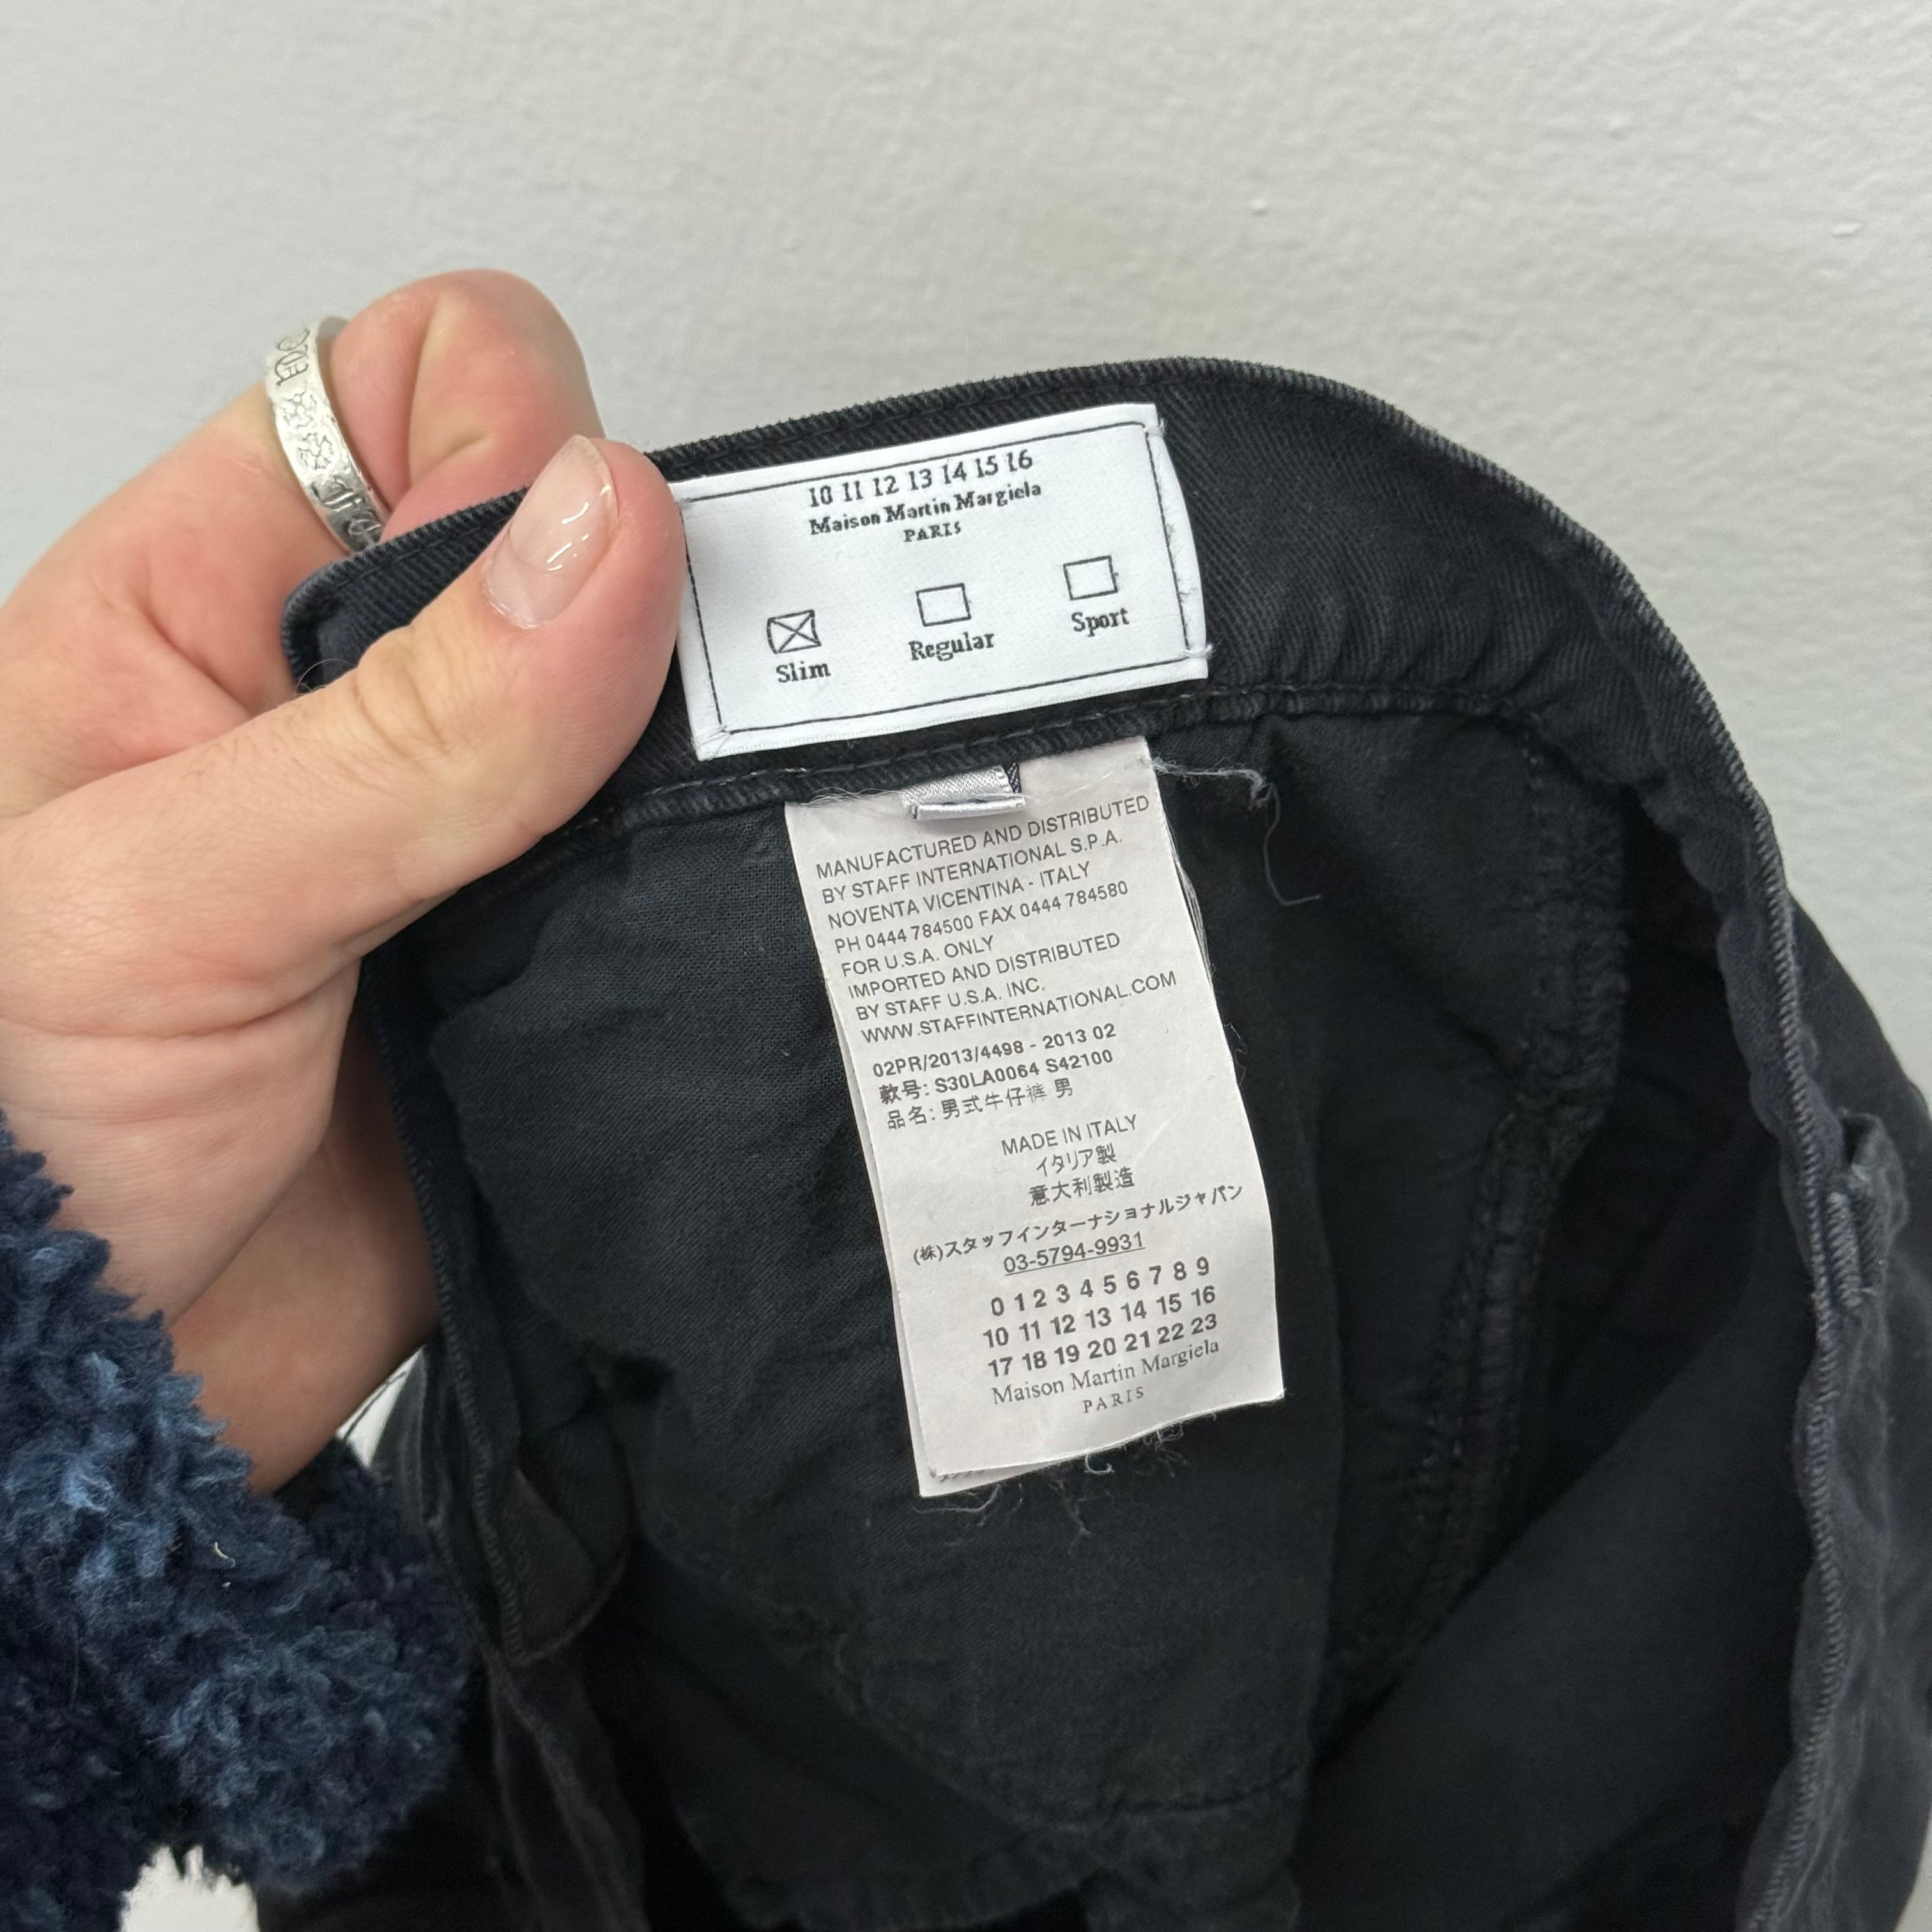 10 11 12 13 14 15 16
Maison Martin Margiela
PARIS
Slim
Regular
Sport
MANUFACTURED AND DISTRIBUTED
BY STAFF INTERNATIONAL S.P.A.
NOVENTA VICENTINA - ITALY
PH 0444 784500 FAX 0444 784580
FOR U.S.A. ONLY
IMPORTED AND DISTRIBUTED
BY STAFF U.S.A. INC.
WWW.STAFFINTERNATIONAL.COM
02PR/2013/4498 - 2013 02
款号: S30LA0064 S42100
品名: 男式牛仔裤 男
MADE IN ITALY
イタリア製
意大利製造
(株)スタッフインターナショナルジャパン
03-5794-9931
0 1 2 3 4 5 6 7 8 9
10 11 12 13 14 15 16
17 18 19 20 21 22 23
Maison Martin Margiela
PARIS